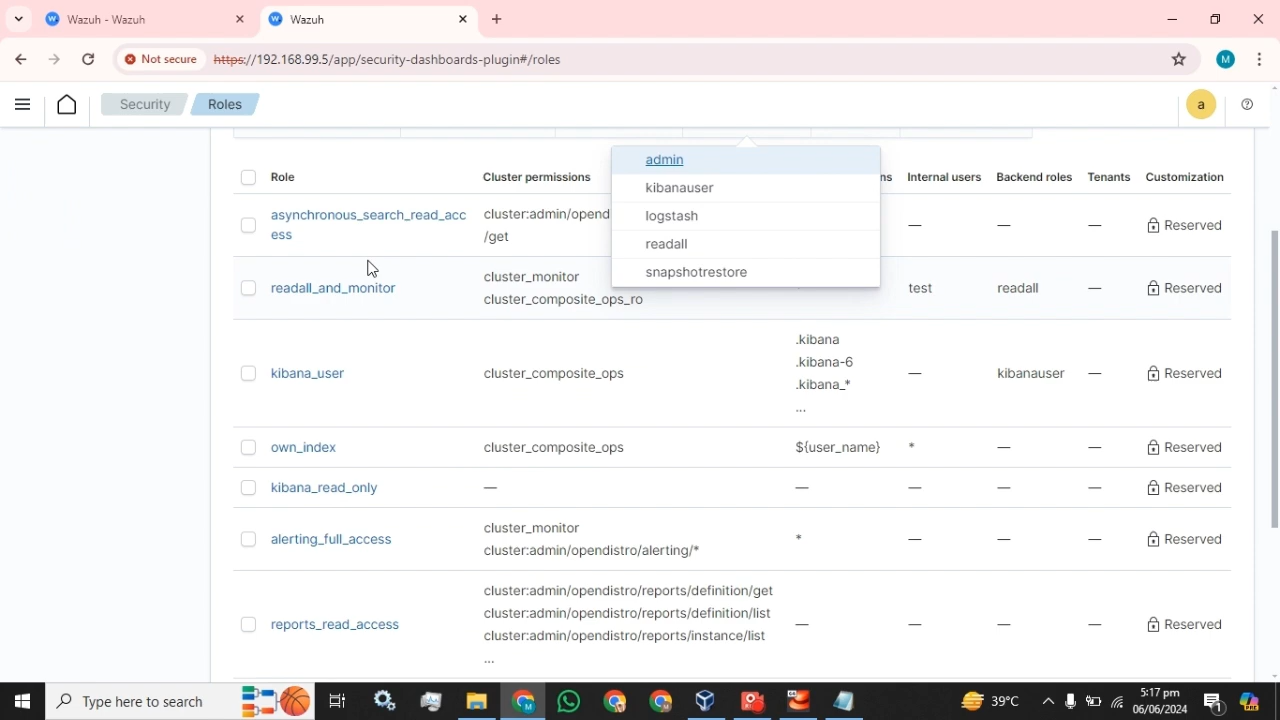 Wazuh - Wazuh
Wazuh
Not secure
https://192.168.99.5/app/security-dashboards-plugin#/roles
M
Security
Roles
a
admin
kibanauser
logstash
readall
snapshotrestore
Role
Cluster permissions
ns
Internal users
Backend roles
Tenants
Customization
asynchronous_search_read_acc
ess
cluster:admin/opend
/get
—
—
—
Reserved
readall_and_monitor
cluster_monitor
cluster_composite_ops_ro
test
readall
—
Reserved
kibana_user
cluster_composite_ops
.kibana
.kibana-6
.kibana_*
...
—
kibanauser
—
Reserved
own_index
cluster_composite_ops
${user_name}
*
—
—
Reserved
kibana_read_only
—
—
—
—
—
Reserved
alerting_full_access
cluster_monitor
cluster:admin/opendistro/alerting/*
*
—
—
—
Reserved
reports_read_access
cluster:admin/opendistro/reports/definition/get
cluster:admin/opendistro/reports/definition/list
cluster:admin/opendistro/reports/instance/list
...
—
—
—
—
Reserved
Type here to search
39°C
5:17 pm
06/06/2024